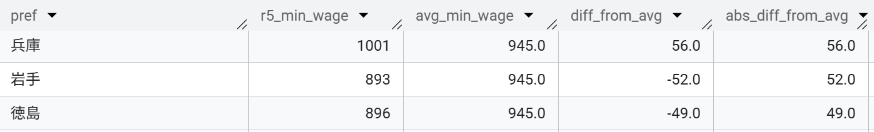 pref r5_min_wage avg_min_wage diff_from_avg abs_diff_from_avg
兵庫 1001 945.0 56.0 56.0
岩手 893 945.0 -52.0 52.0
徳島 896 945.0 -49.0 49.0